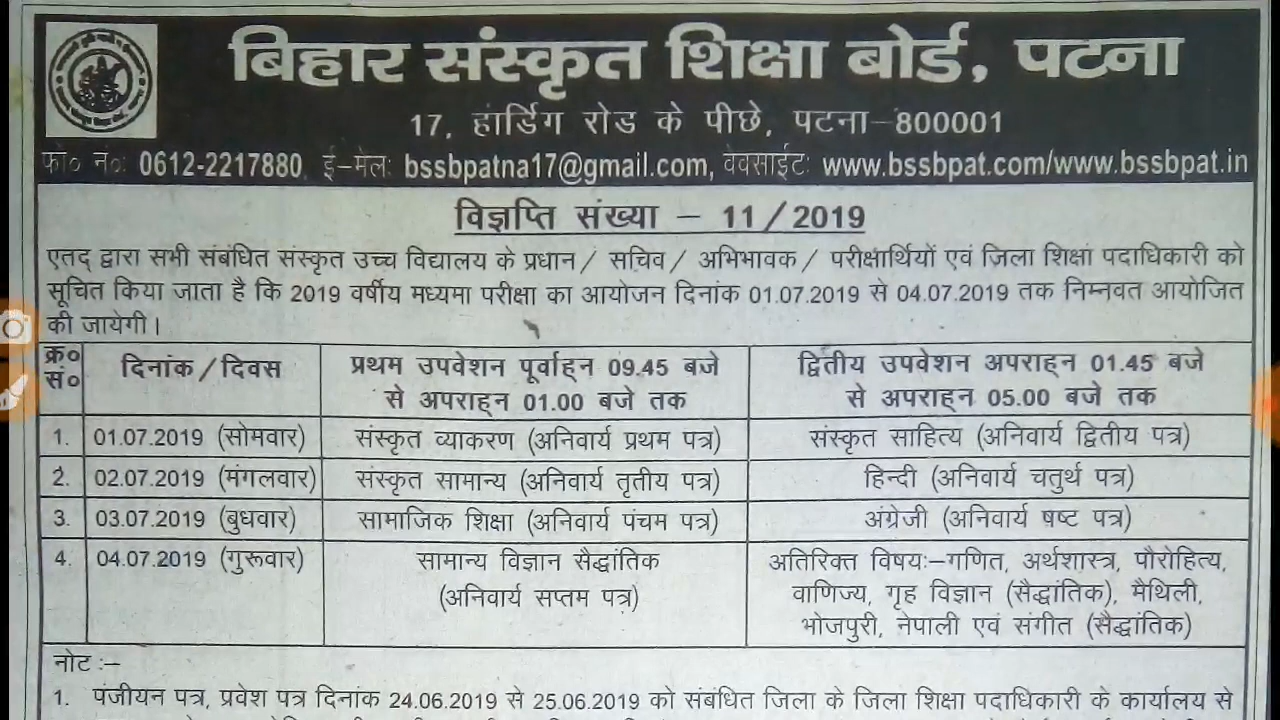 बिहार संस्कृत शिक्षा बोर्ड, पटना
17, हार्डिंग रोड के पीछे, पटना–800001
फो० नं०: 0612-2217880, ई-मेल: bssbpatna17@gmail.com, वेवसाईट: www.bssbpat.com/www.bssbpat.in
विज्ञप्ति संख्या – 11/2019
एतद द्वारा सभी संबंधित संस्कृत उच्च विद्यालय के प्रधान/ सचिव/ अभिभावक/ परीक्षार्थियों एवं जिला शिक्षा पदाधिकारी को
सूचित किया जाता है कि 2019 वर्षीय मध्यमा परीक्षा का आयोजन दिनांक 01.07.2019 से 04.07.2019 तक निम्नवत आयोजित
की जायेगी।
क्र० सं० दिनांक/दिवस प्रथम उपवेशन पूर्वाह्न 09.45 बजे से अपराह्न 01.00 बजे तक द्वितीय उपवेशन अपराह्न 01.45 बजे से अपराह्न 05.00 बजे तक
1. 01.07.2019 (सोमवार) संस्कृत व्याकरण (अनिवार्य प्रथम पत्र) संस्कृत साहित्य (अनिवार्य द्वितीय पत्र)
2. 02.07.2019 (मंगलवार) संस्कृत सामान्य (अनिवार्य तृतीय पत्र) हिन्दी (अनिवार्य चतुर्थ पत्र)
3. 03.07.2019 (बुधवार) सामाजिक शिक्षा (अनिवार्य पंचम पत्र) अंग्रेजी (अनिवार्य षष्ट पत्र)
4. 04.07.2019 (गुरूवार) सामान्य विज्ञान सैद्धांतिक (अनिवार्य सप्तम पत्र) अतिरिक्त विषयः–गणित, अर्थशास्त्र, पौरोहित्य,
वाणिज्य, गृह विज्ञान (सैद्धांतिक), मैथिली,
भोजपुरी, नेपाली एवं संगीत (सैद्धांतिक)
नोट :–
1. पंजीयन पत्र, प्रवेश पत्र दिनांक 24.06.2019 से 25.06.2019 को संबंधित जिला के जिला शिक्षा पदाधिकारी के कार्यालय से